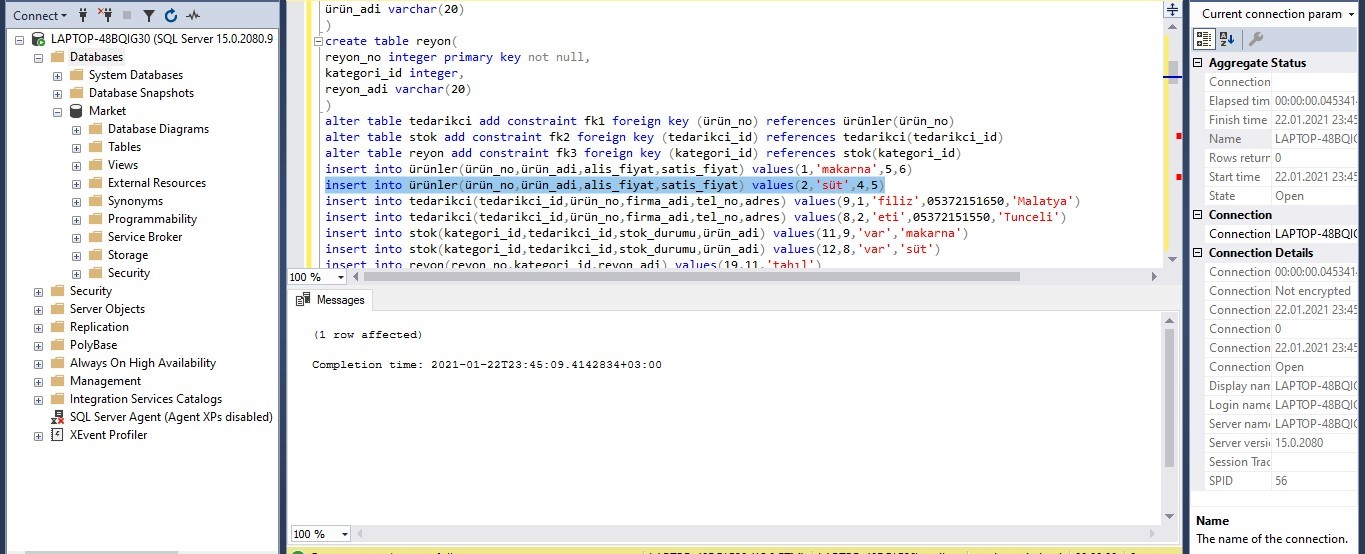 Connect
LAPTOP-48BQIG30 (SQL Server 15.0.2080.9
Databases
System Databases
Database Snapshots
Market
Database Diagrams
Tables
Views
External Resources
Synonyms
Programmability
Service Broker
Storage
Security
Security
Server Objects
Replication
PolyBase
Always On High Availability
Management
Integration Services Catalogs
SQL Server Agent (Agent XPs disabled)
XEvent Profiler
ürün_adi varchar(20)
)
create table reyon(
reyon_no integer primary key not null,
kategori_id integer,
reyon_adi varchar(20)
)
alter table tedarikci add constraint fk1 foreign key (ürün_no) references ürünler(ürün_no)
alter table stok add constraint fk2 foreign key (tedarikci_id) references tedarikci(tedarikci_id)
alter table reyon add constraint fk3 foreign key (kategori_id) references stok(kategori_id)
insert into ürünler(ürün_no,ürün_adi,alis_fiyat,satis_fiyat) values(1,'makarna',5,6)
insert into ürünler(ürün_no,ürün_adi,alis_fiyat,satis_fiyat) values(2,'süt',4,5)
insert into tedarikci(tedarikci_id,ürün_no,firma_adi,tel_no,adres) values(9,1,'filiz',05372151650,'Malatya')
insert into tedarikci(tedarikci_id,ürün_no,firma_adi,tel_no,adres) values(8,2,'eti',05372151550,'Tunceli')
insert into stok(kategori_id,tedarikci_id,stok_durumu,ürün_adi) values(11,9,'var','makarna')
insert into stok(kategori_id,tedarikci_id,stok_durumu,ürün_adi) values(12,8,'var','süt')
insert into reyon(reyon_no,kategori_id,reyon_adi) values(19,11,'tahıl')
100 %
Messages
(1 row affected)
Completion time: 2021-01-22T23:45:09.4142834+03:00
100 %
Current connection param
Aggregate Status
Connection
Elapsed tim 00:00:00.045341
Finish time 22.01.2021 23:45
Name LAPTOP-48BQIG
Rows returr 0
Start time 22.01.2021 23:45
State Open
Connection
Connection LAPTOP-48BQIG
Connection Details
Connection 00:00:00.045341
Connection Not encrypted
Connection 22.01.2021 23:45
Connection 0
Connection 22.01.2021 23:45
Connection Open
Display nam LAPTOP-48BQIG
Login name LAPTOP-48BQIG
Server name LAPTOP-48BQIG
Server versio 15.0.2080
Session Trac
SPID 56
Name
The name of the connection.